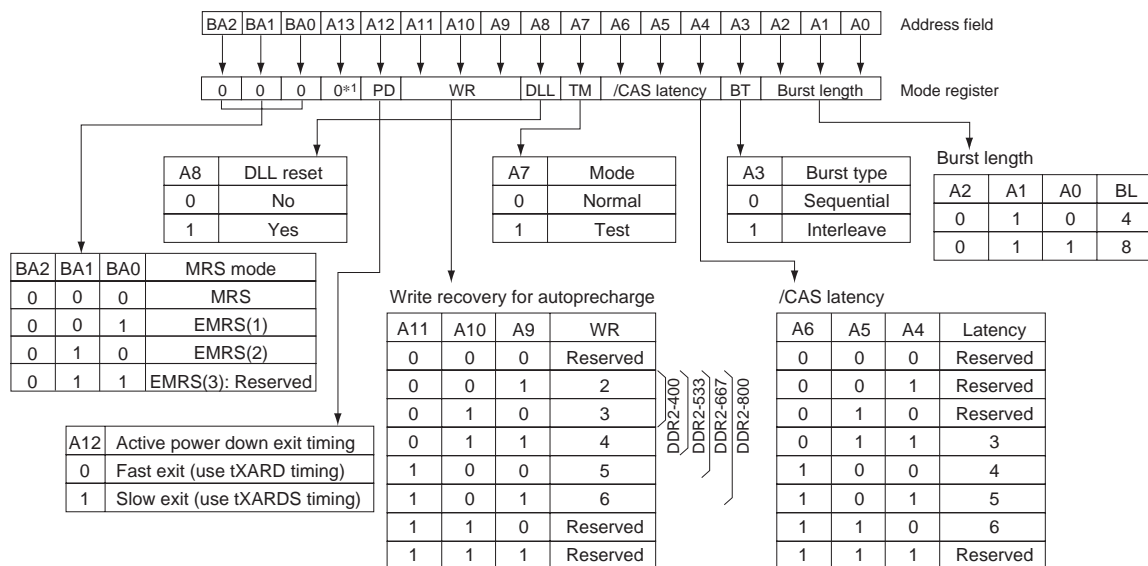 BA2 BA1 BA0 A13 A12 A11 A10 A9 A8 A7 A6 A5 A4 A3 A2 A1 A0 Address field
0 0 0 0*1 PD WR DLL TM /CAS latency BT Burst length Mode register
A8 DLL reset
0 No
1 Yes
A7 Mode
0 Normal
1 Test
A3 Burst type
0 Sequential
1 Interleave
Burst length
A2 A1 A0 BL
0 1 0 4
0 1 1 8
BA2 BA1 BA0 MRS mode
0 0 0 MRS
0 0 1 EMRS(1)
0 1 0 EMRS(2)
0 1 1 EMRS(3): Reserved
A12 Active power down exit timing
0 Fast exit (use tXARD timing)
1 Slow exit (use tXARDS timing)
Write recovery for autoprecharge
A11 A10 A9 WR
0 0 0 Reserved
0 0 1 2
0 1 0 3
0 1 1 4
1 0 0 5
1 0 1 6
1 1 0 Reserved
1 1 1 Reserved
DDR2-400
DDR2-533
DDR2-667
DDR2-800
/CAS latency
A6 A5 A4 Latency
0 0 0 Reserved
0 0 1 Reserved
0 1 0 Reserved
0 1 1 3
1 0 0 4
1 0 1 5
1 1 0 6
1 1 1 Reserved